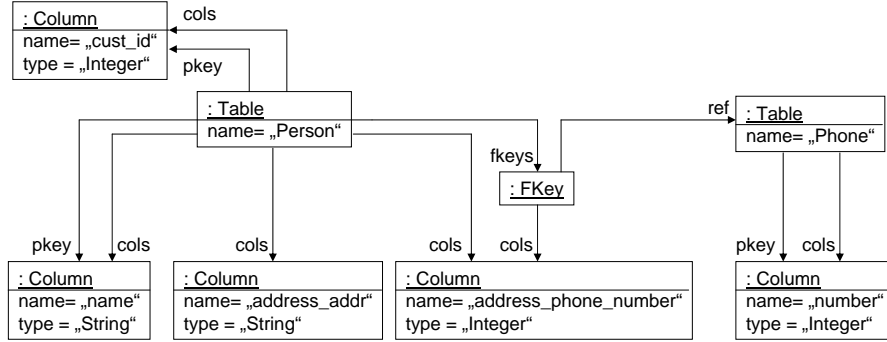 : Column
name= „cust_id“
type = „Integer“
cols
pkey
: Table
name= „Person“
ref
: Table
name= „Phone“
fkeys
: FKey
pkey
cols
cols
cols
cols
pkey
cols
: Column
name= „name“
type = „String“
: Column
name= „address_addr“
type = „String“
: Column
name= „address_phone_number“
type = „Integer“
: Column
name= „number“
type = „Integer“